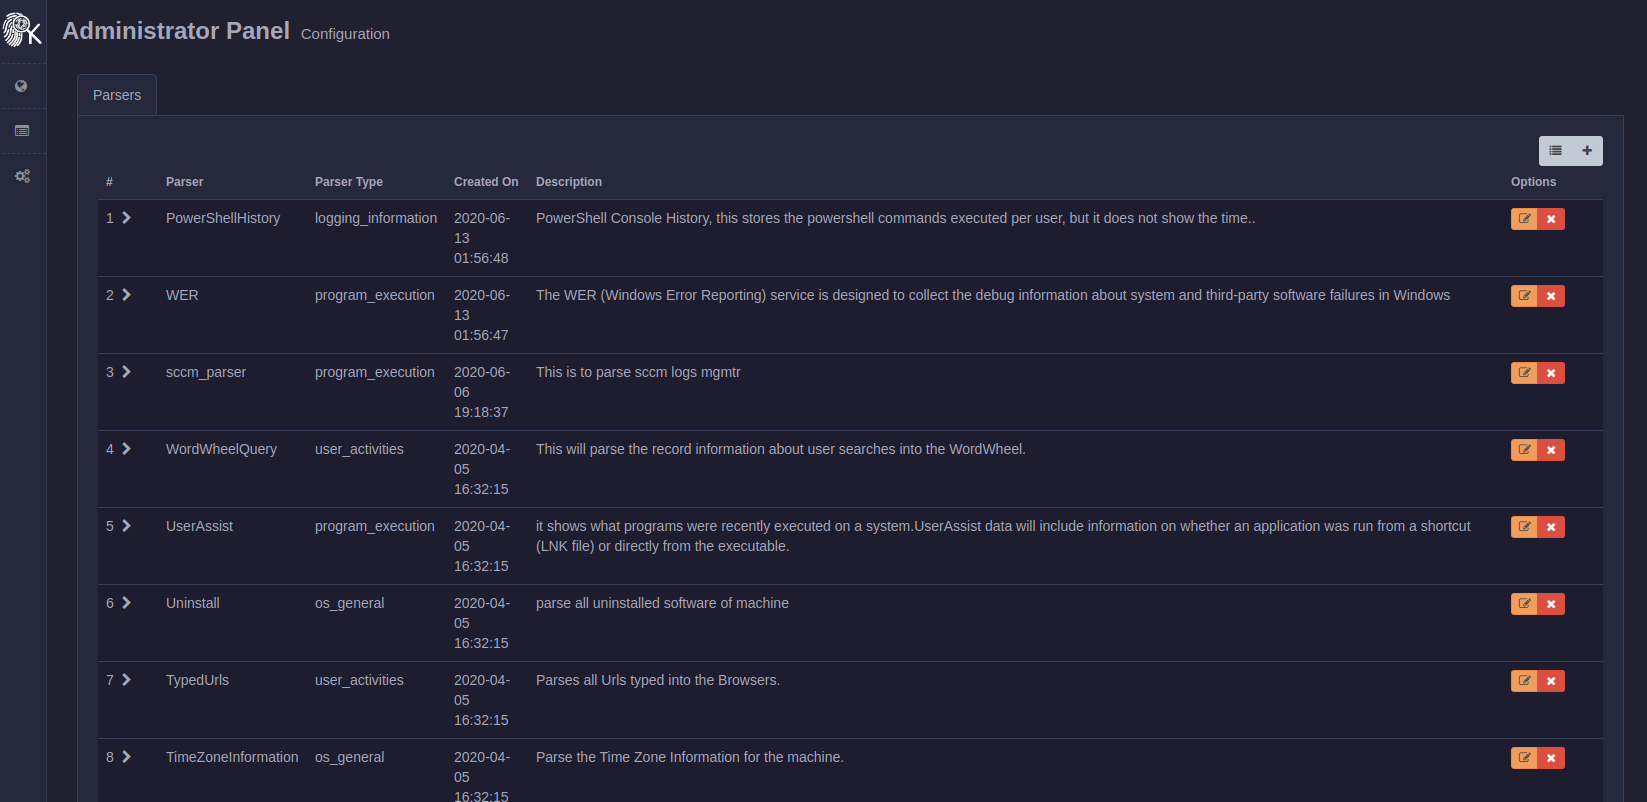 Administrator Panel Configuration
Parsers
# Parser Parser Type Created On Description Options
1 PowerShellHistory logging_information 2020-06- PowerShell Console History, this stores the powershell commands executed per user, but it does not show the time..
13
01:56:48
2 WER program_execution 2020-06- The WER (Windows Error Reporting) service is designed to collect the debug information about system and third-party software failures in Windows
13
01:56:47
3 sccm_parser program_execution 2020-06- This is to parse sccm logs mgmtr
06
19:18:37
4 WordWheelQuery user_activities 2020-04- This will parse the record information about user searches into the WordWheel.
05
16:32:15
5 UserAssist program_execution 2020-04- it shows what programs were recently executed on a system.UserAssist data will include information on whether an application was run from a shortcut
05 (LNK file) or directly from the executable.
16:32:15
6 Uninstall os_general 2020-04- parse all uninstalled software of machine
05
16:32:15
7 TypedUrls user_activities 2020-04- Parses all Urls typed into the Browsers.
05
16:32:15
8 TimeZoneInformation os_general 2020-04- Parse the Time Zone Information for the machine.
05
16:32:15